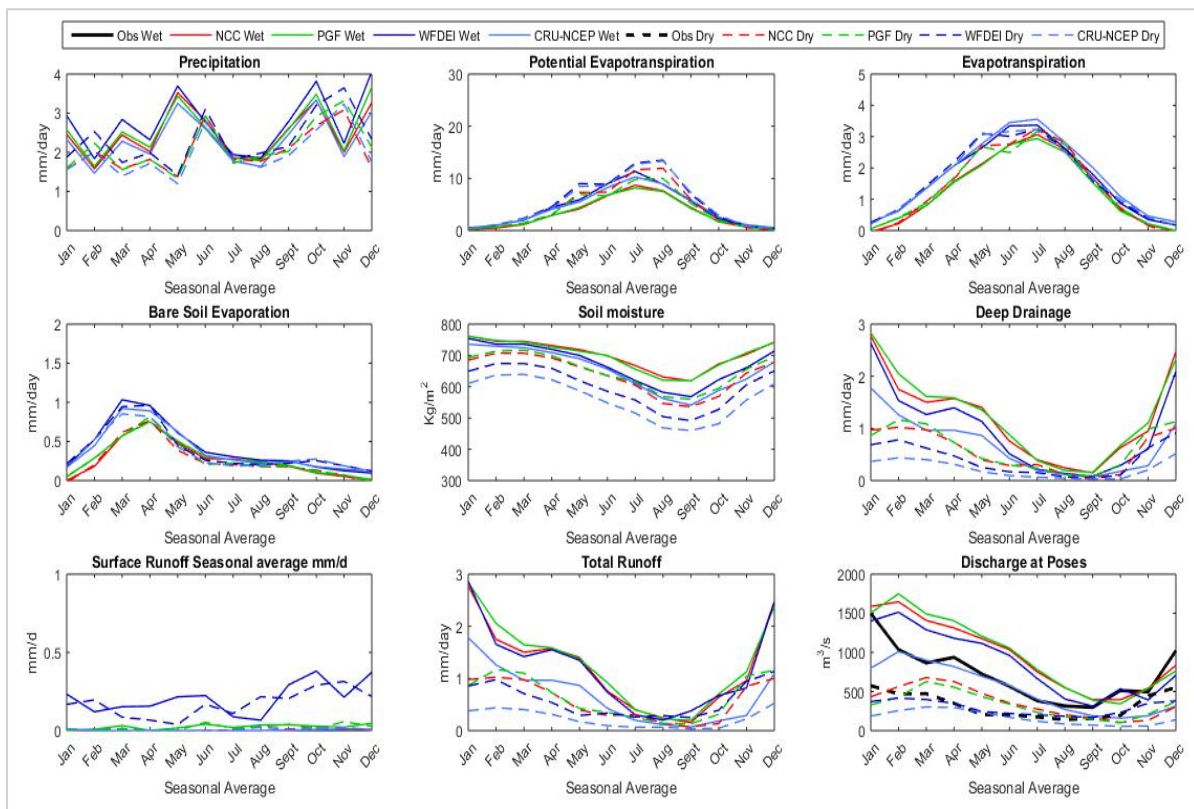 Obs Wet NCC Wet PGF Wet WFDEI Wet CRU-NCEP Wet Obs Dry NCC Dry PGF Dry WFDEI Dry CRU-NCEP Dry
Precipitation
4
3
2
1
0
mm/day
Jan Feb Mar Apr May Jun Jul Aug Sept Oct Nov Dec
Seasonal Average
Potential Evapotranspiration
30
20
10
0
mm/day
Jan Feb Mar Apr May Jun Jul Aug Sept Oct Nov Dec
Seasonal Average
Evapotranspiration
5
4
3
2
1
0
mm/day
Jan Feb Mar Apr May Jun Jul Aug Sept Oct Nov Dec
Seasonal Average
Bare Soil Evaporation
2
1.5
1
0.5
0
mm/day
Jan Feb Mar Apr May Jun Jul Aug Sept Oct Nov Dec
Seasonal Average
Soil moisture
800
700
600
500
400
300
Kg/m²
Jan Feb Mar Apr May Jun Jul Aug Sept Oct Nov Dec
Seasonal Average
Deep Drainage
3
2
1
0
mm/day
Jan Feb Mar Apr May Jun Jul Aug Sept Oct Nov Dec
Seasonal Average
Surface Runoff Seasonal average mm/d
1
0.5
0
mm/d
Jan Feb Mar Apr May Jun Jul Aug Sept Oct Nov Dec
Seasonal Average
Total Runoff
3
2
1
0
mm/day
Jan Feb Mar Apr May Jun Jul Aug Sept Oct Nov Dec
Seasonal Average
Discharge at Poses
2000
1500
1000
500
0
m³/s
Jan Feb Mar Apr May Jun Jul Aug Sept Oct Nov Dec
Seasonal Average